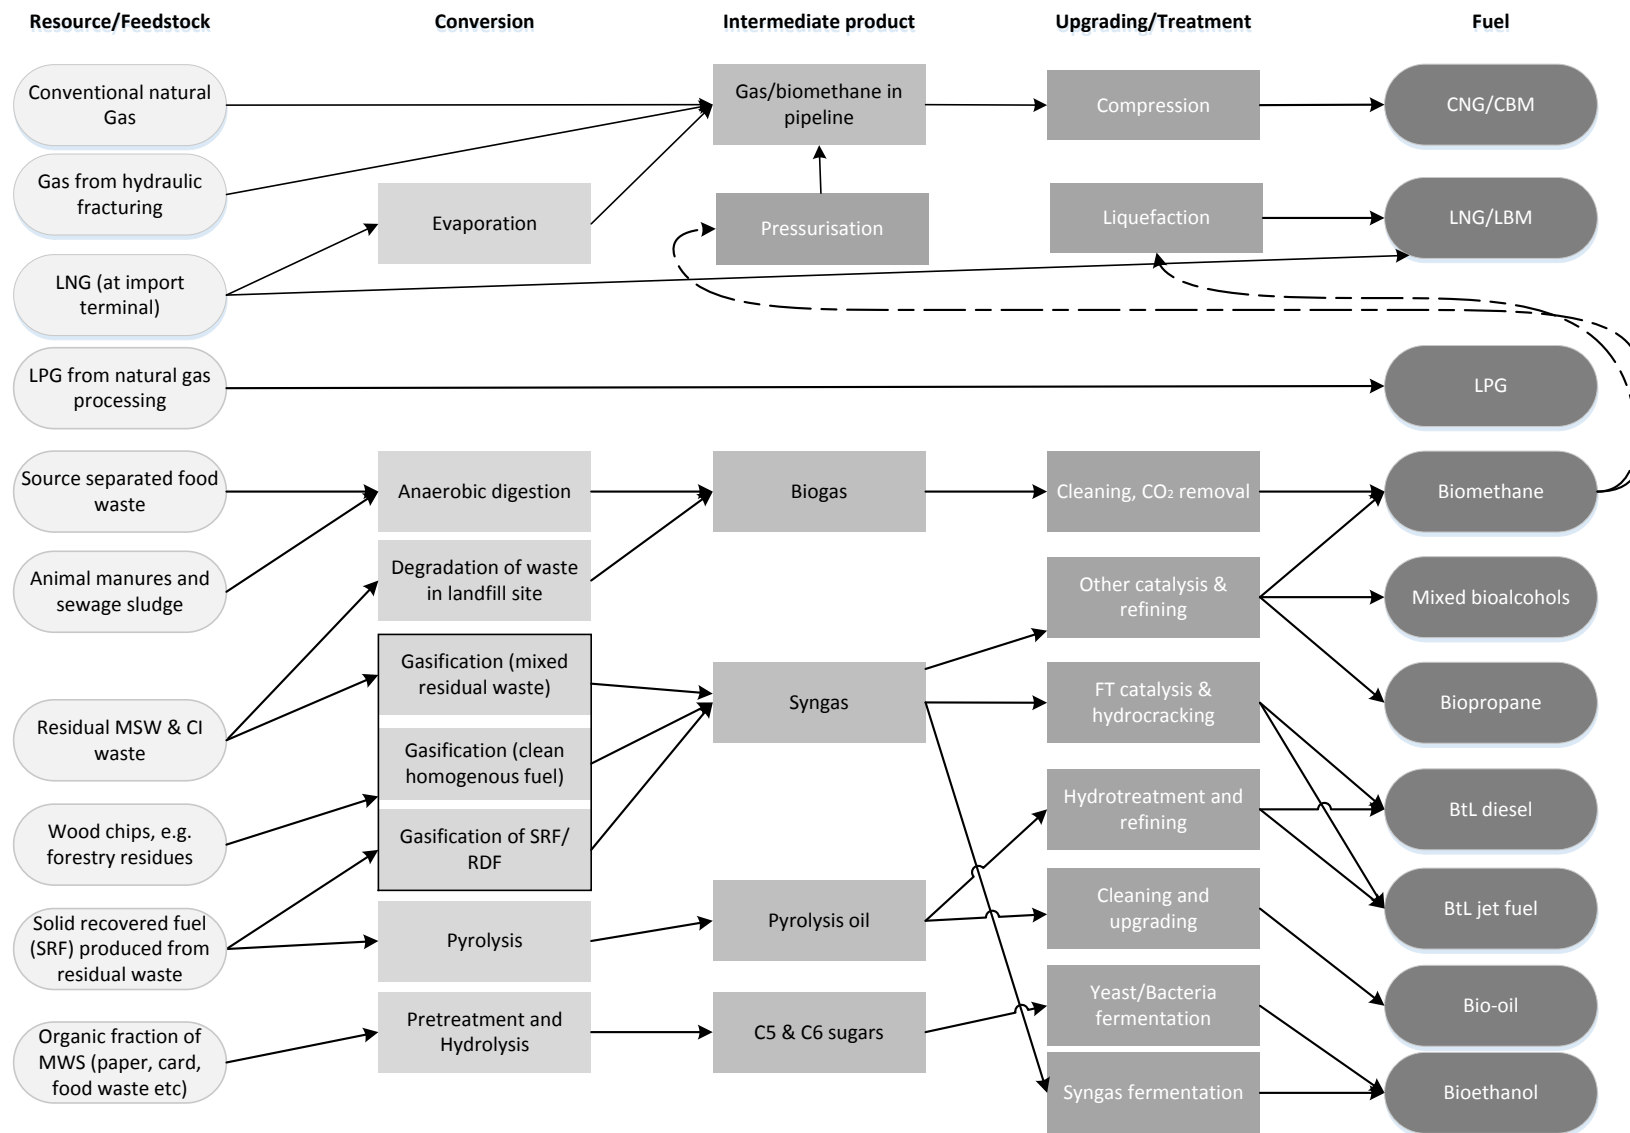 Resource/Feedstock
Conversion
Intermediate product
Upgrading/Treatment
Fuel
Conventional natural
Gas
Gas/biomethane in
pipeline
Compression
CNG/CBM
Gas from hydraulic
fracturing
Evaporation
Pressurisation
Liquefaction
LNG/LBM
LNG (at import
terminal)
LPG from natural gas
processing
LPG
Source separated food
waste
Anaerobic digestion
Biogas
Cleaning, CO₂ removal
Biomethane
Animal manures and
sewage sludge
Degradation of waste
in landfill site
Other catalysis &
refining
Mixed bioalcohols
Residual MSW & CI
waste
Gasification (mixed
residual waste)
Syngas
FT catalysis &
hydrocracking
Biopropane
Gasification (clean
homogenous fuel)
Wood chips, e.g.
forestry residues
Gasification of SRF/
RDF
Hydrotreatment and
refining
BtL diesel
Solid recovered fuel
(SRF) produced from
residual waste
Pyrolysis
Pyrolysis oil
Cleaning and
upgrading
BtL jet fuel
Yeast/Bacteria
fermentation
Bio-oil
Organic fraction of
MWS (paper, card,
food waste etc)
Pretreatment and
Hydrolysis
C5 & C6 sugars
Syngas fermentation
Bioethanol